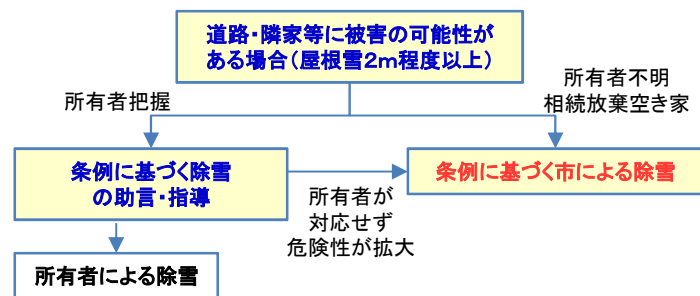 道路・隣家等に被害の可能性が
ある場合（屋根雪2ｍ程度以上）
所有者把握
所有者不明
相続放棄空き家
条例に基づく除雪
の助言・指導
条例に基づく市による除雪
所有者が
対応せず
危険性が拡大
所有者による除雪